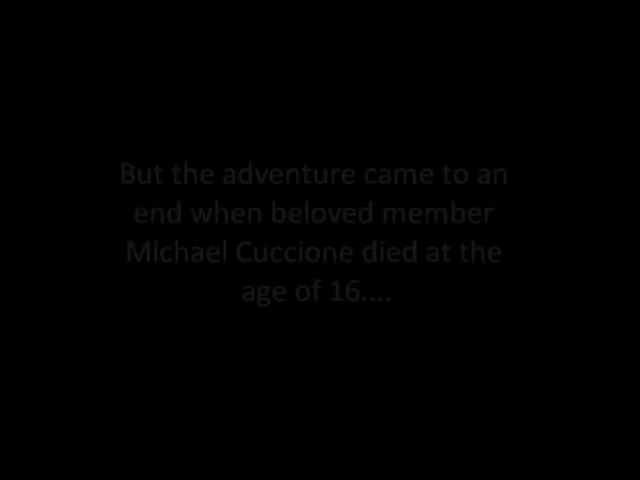 But the adventure came to an
end when beloved member
Michael Cuccione died at the
age of 16....